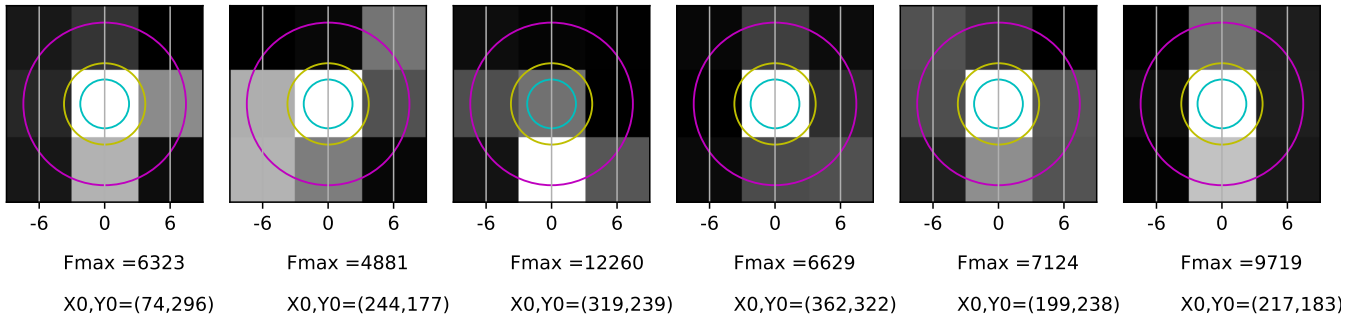 -6 0 6 -6 0 6 -6 0 6 -6 0 6 -6 0 6 -6 0 6
Fmax =6323 Fmax =4881 Fmax =12260 Fmax =6629 Fmax =7124 Fmax =9719
X0,Y0=(74,296) X0,Y0=(244,177) X0,Y0=(319,239) X0,Y0=(362,322) X0,Y0=(199,238) X0,Y0=(217,183)